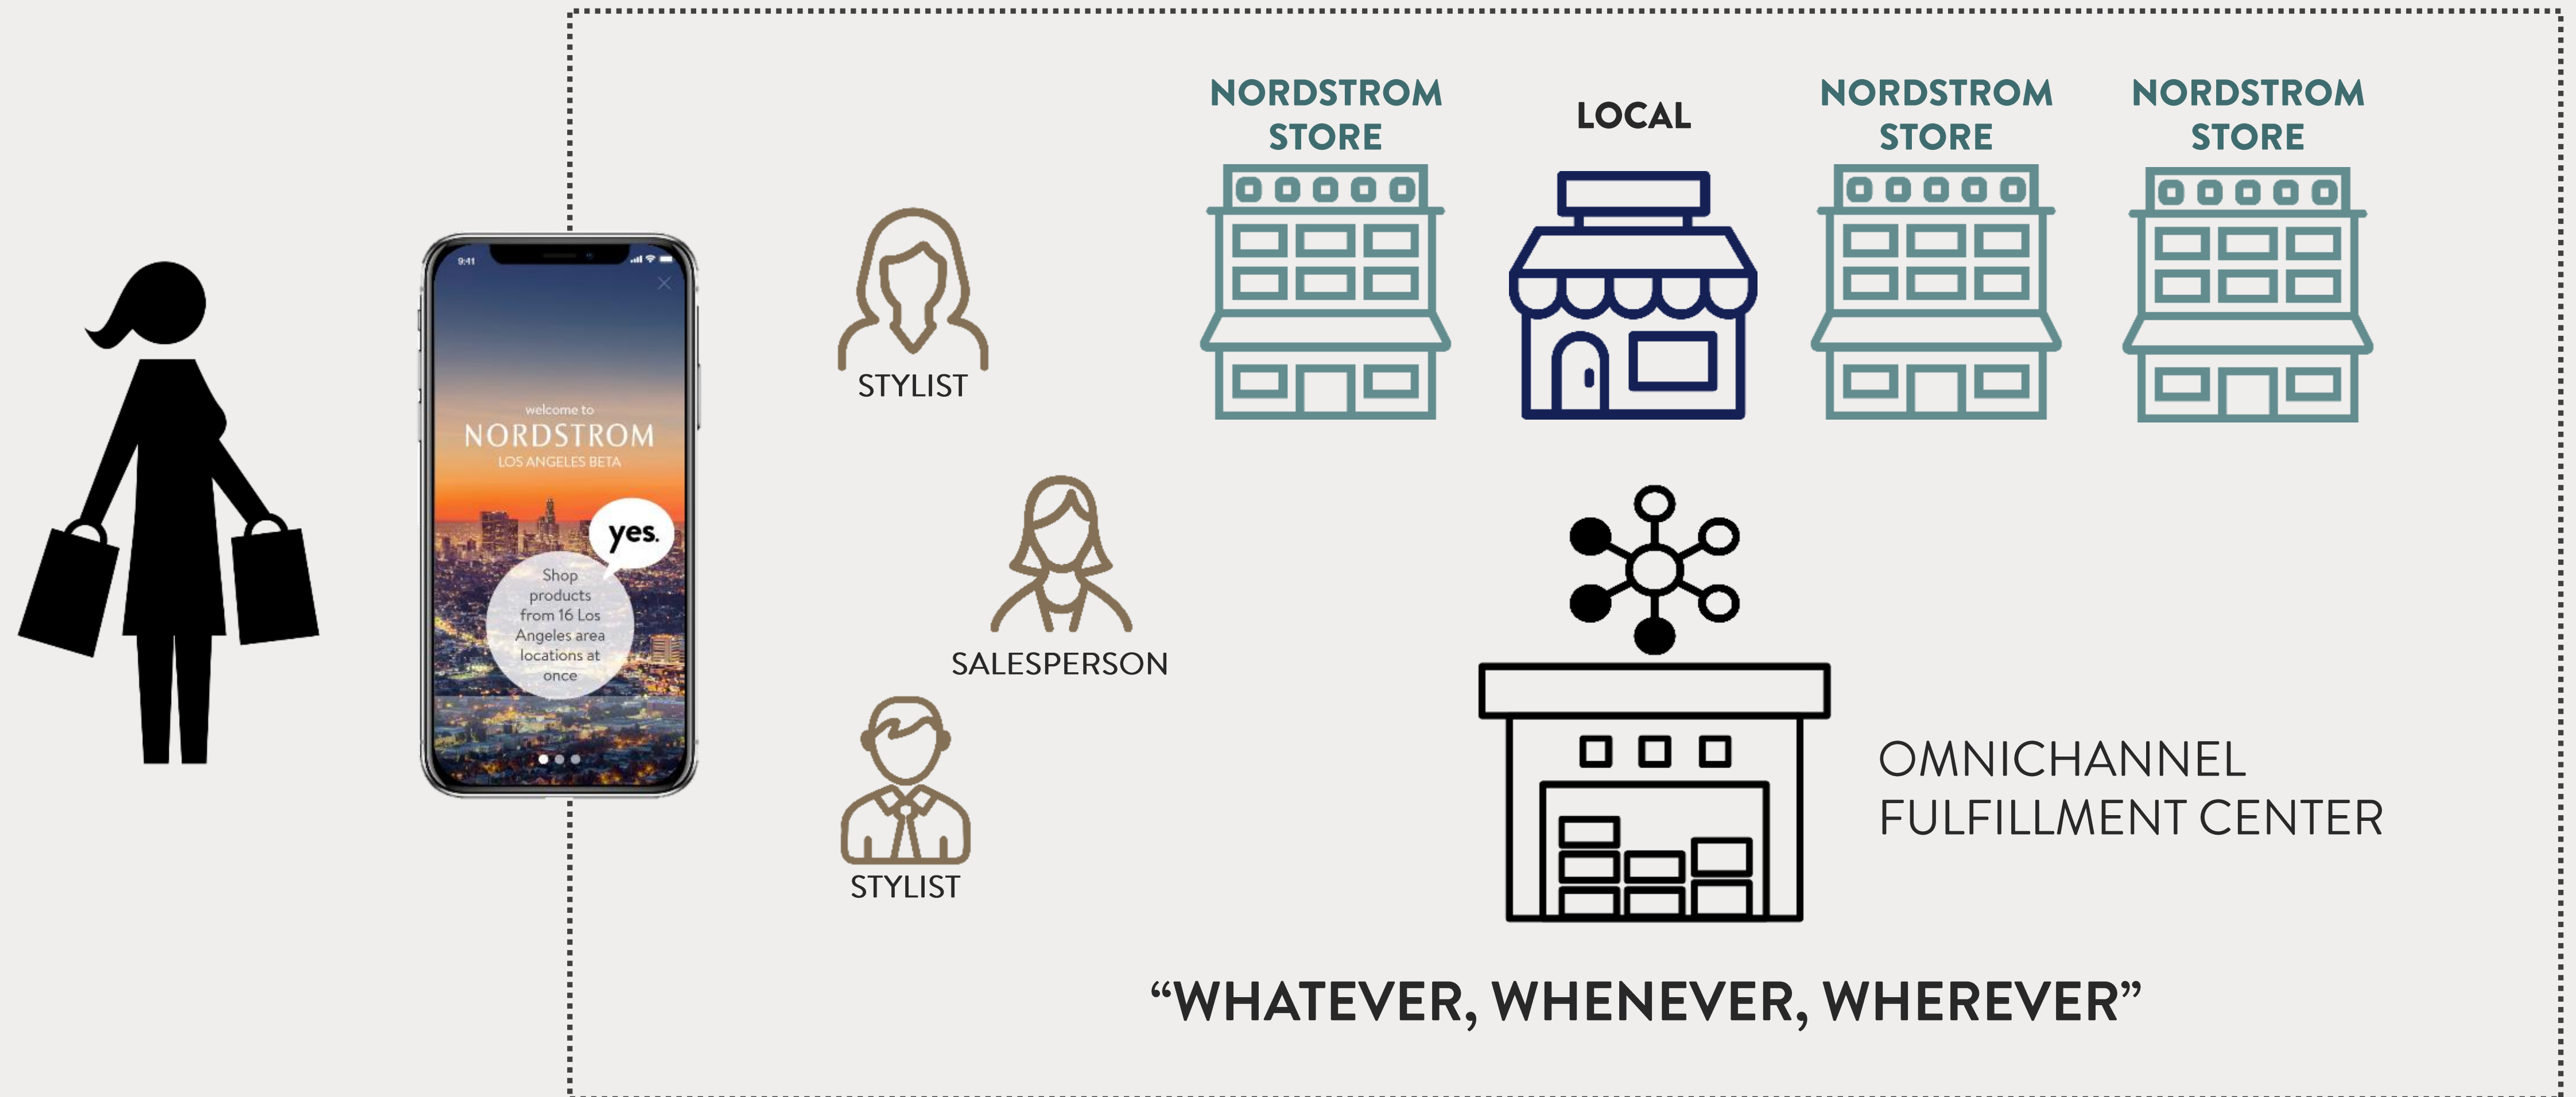 NORDSTROM
STORE
LOCAL
NORDSTROM
STORE
NORDSTROM
STORE
9:41
welcome to
NORDSTROM
LOS ANGELES BETA
yes.
Shop
products
from 16 Los
Angeles area
locations at
once
STYLIST
SALESPERSON
STYLIST
OMNICHANNEL
FULFILLMENT CENTER
“WHATEVER, WHENEVER, WHEREVER”